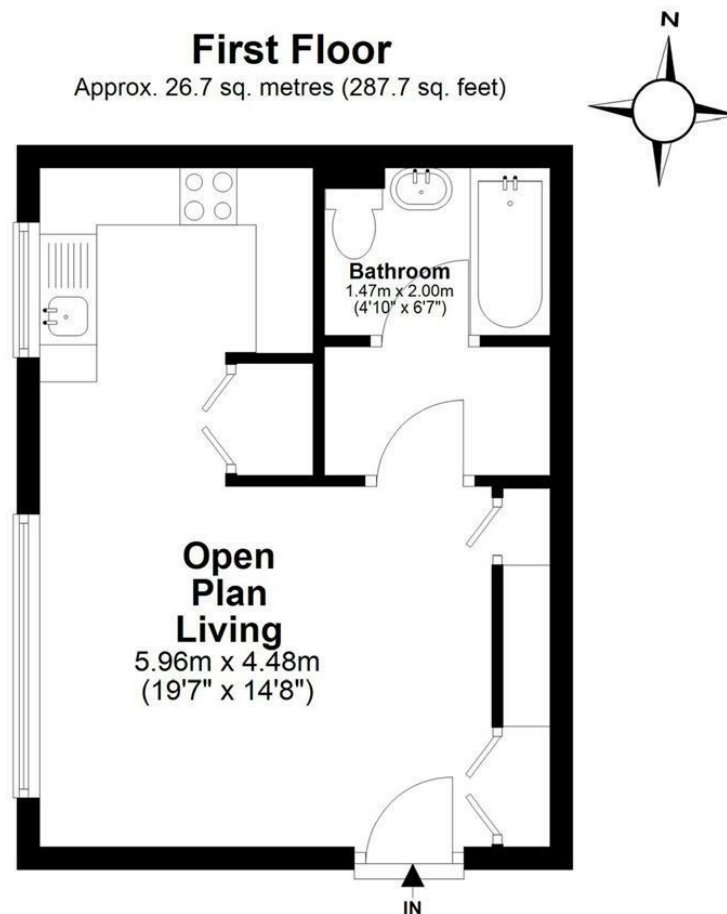 First Floor
Approx. 26.7 sq. metres (287.7 sq. feet)
N
Bathroom
1.47m x 2.00m
(4'10" x 6'7")
Open
Plan
Living
5.96m x 4.48m
(19'7" x 14'8")
IN